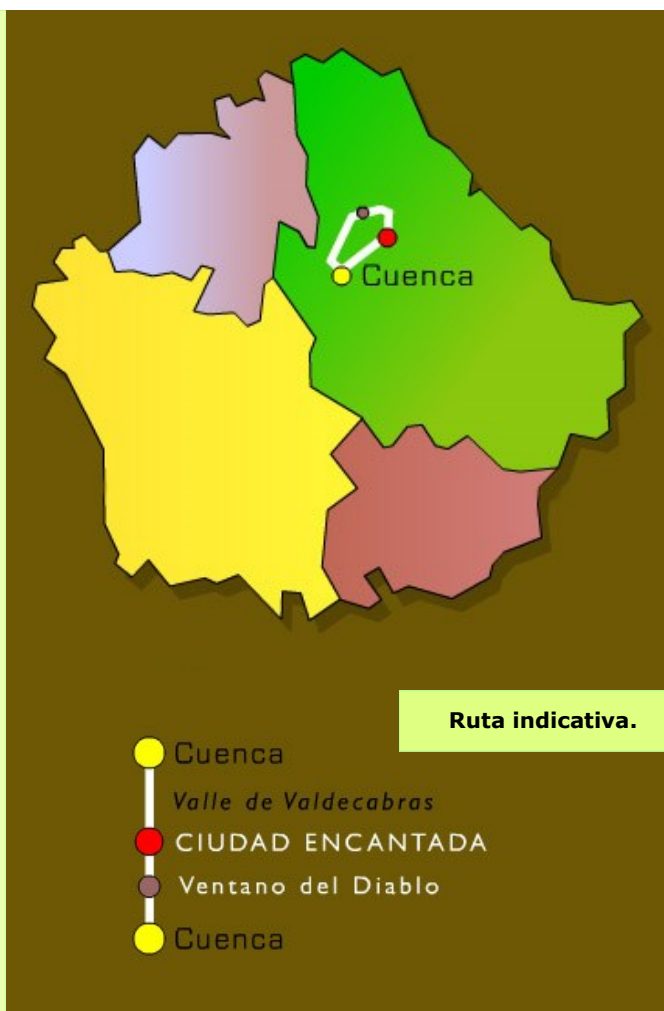 Cuenca
Ruta indicativa.
Cuenca
Valle de Valdecabras
CIUDAD ENCANTADA
Ventano del Diablo
Cuenca